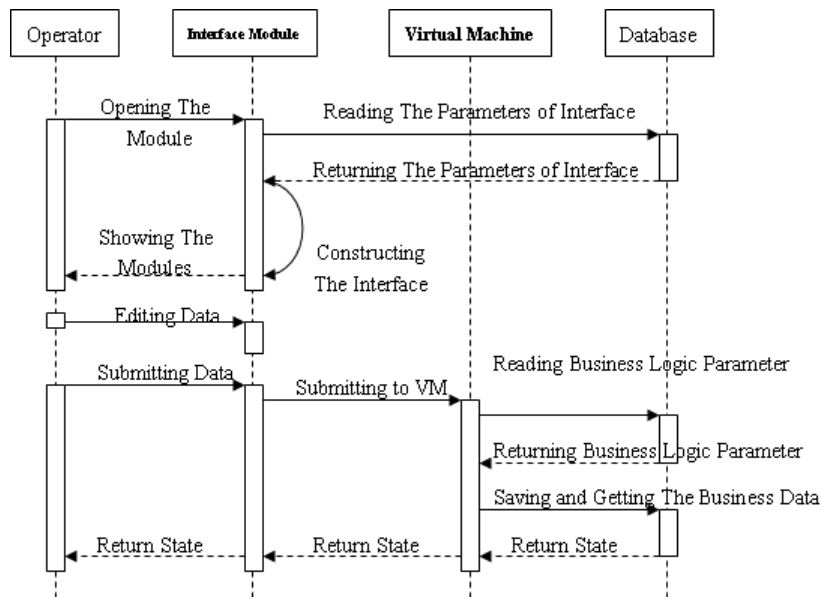 Operator
Interface Module
Virtual Machine
Database
Opening The
Module
Reading The Parameters of Interface
Returning The Parameters of Interface
Showing The
Modules
Constructing
The Interface
Editing Data
Submitting Data
Submitting to VM
Reading Business Logic Parameter
Returning Business Logic Parameter
Saving and Getting The Business Data
Return State
Return State
Return State